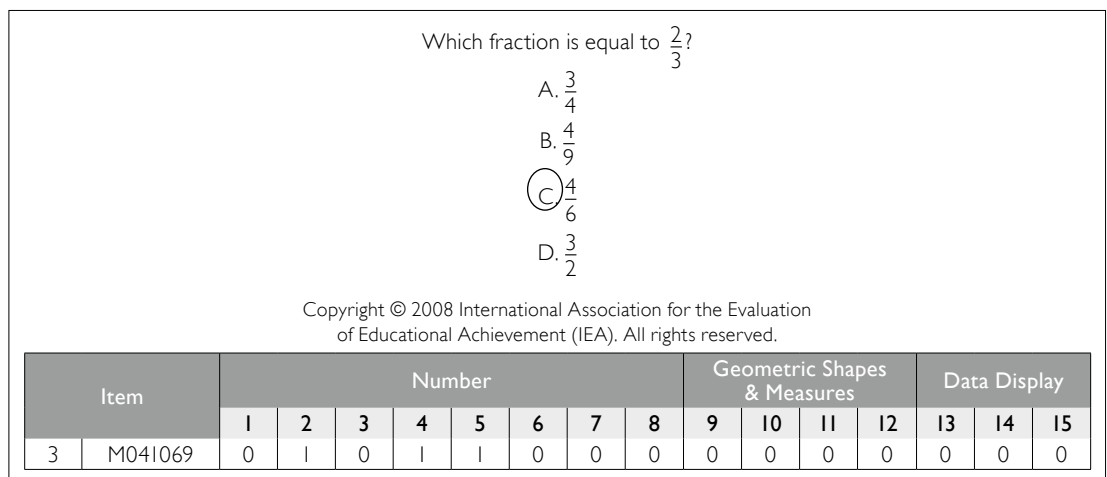 Which fraction is equal to 2/3?
A. 3/4
B. 4/9
C. 4/6
D. 3/2
Copyright © 2008 International Association for the Evaluation
of Educational Achievement (IEA). All rights reserved.
Item Number Geometric Shapes & Measures Data Display
1 2 3 4 5 6 7 8 9 10 11 12 13 14 15
3 M041069 0 1 0 1 1 0 0 0 0 0 0 0 0 0 0